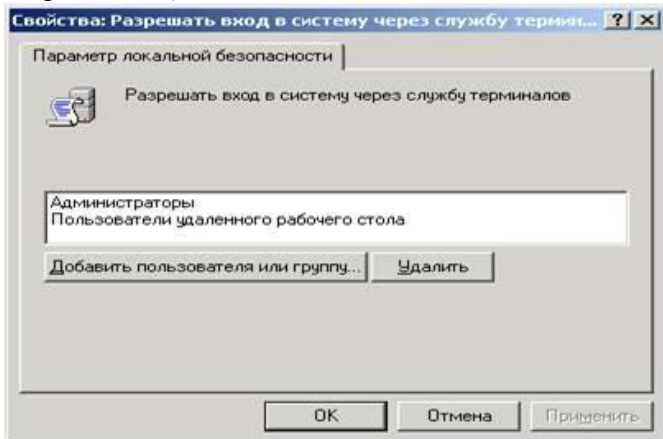 Свойства: Разрешать вход в систему через службу термин...
Параметр локальной безопасности
Разрешать вход в систему через службу терминалов
Администраторы
Пользователи удаленного рабочего стола
Добавить пользователя или группу...
Удалить
OK
Отмена
Применить